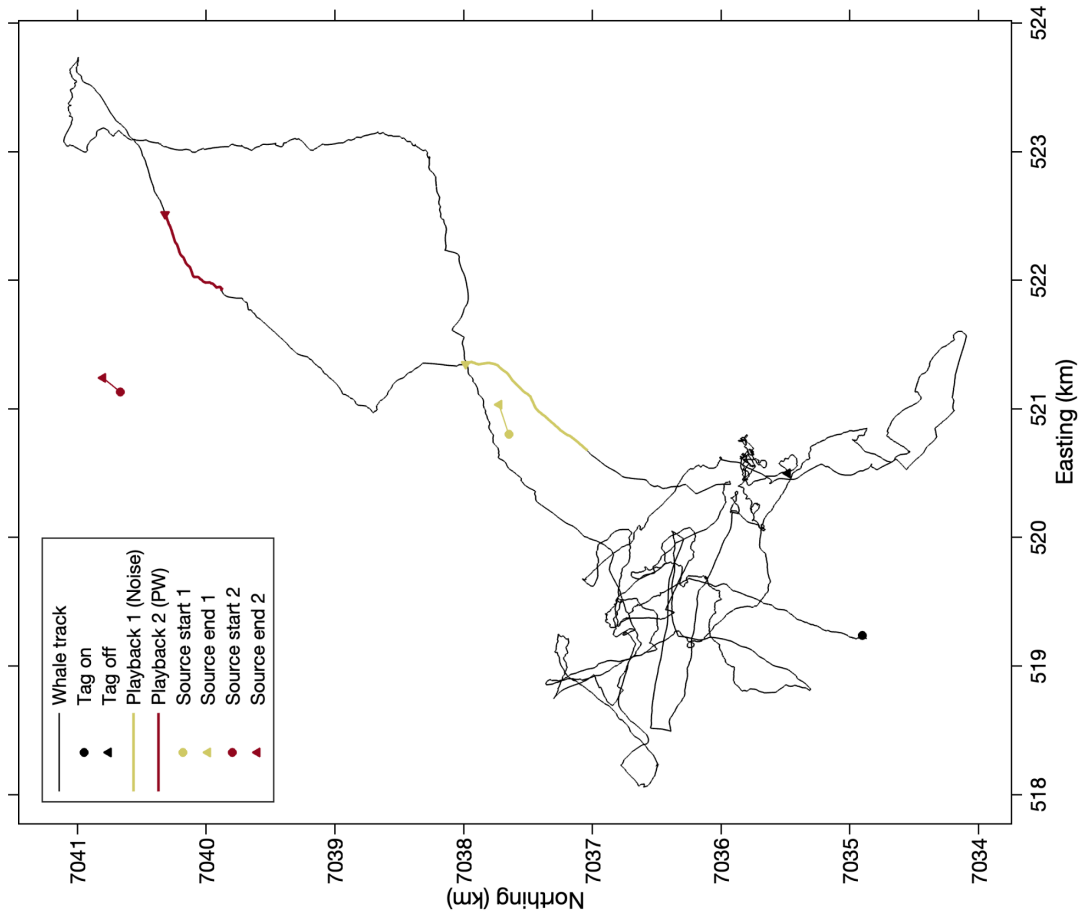 Whale track
Tag on
Tag off
Playback 1 (Noise)
Playback 2 (PW)
Source start 1
Source end 1
Source start 2
Source end 2
Northing (km)
7041
7040
7039
7038
7037
7036
7035
7034
518
519
520
521
522
523
524
Easting (km)